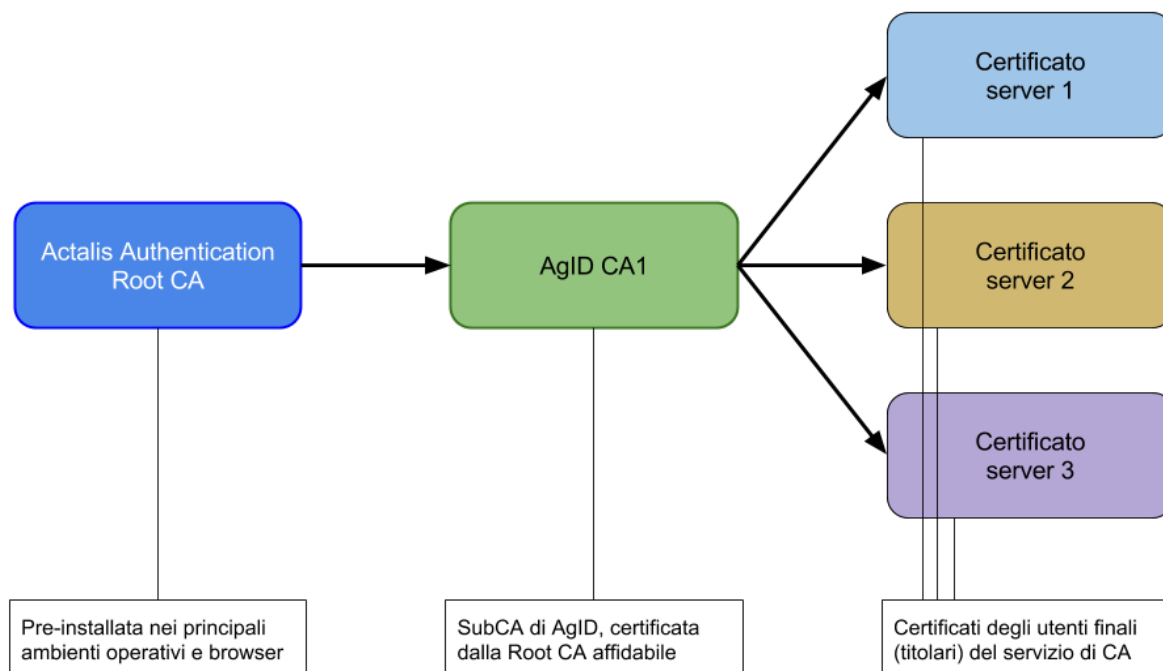 Certificato
server 1
Actalis Authentication
Root CA
AgID CA1
Certificato
server 2
Certificato
server 3
Pre-installata nei principali
ambienti operativi e browser
SubCA di AgID, certificata
dalla Root CA affidabile
Certificati degli utenti finali
(titolari) del servizio di CA